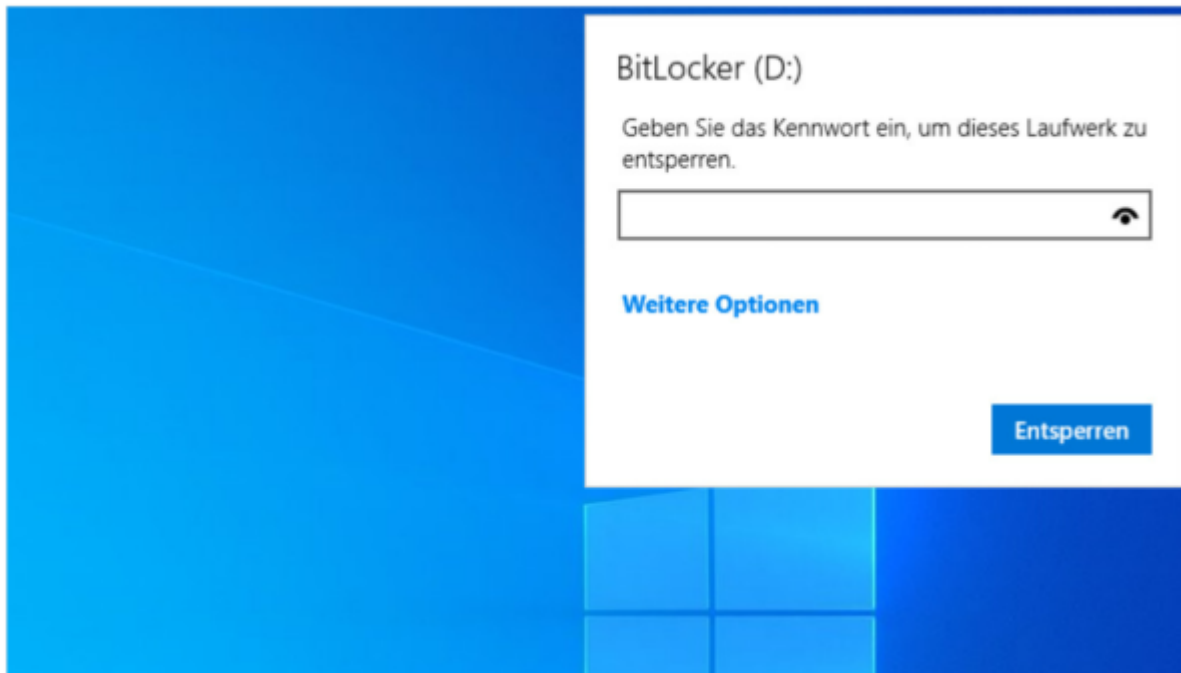 BitLocker (D:)
Geben Sie das Kennwort ein, um dieses Laufwerk zu
entsperren.
Weitere Optionen
Entsperren